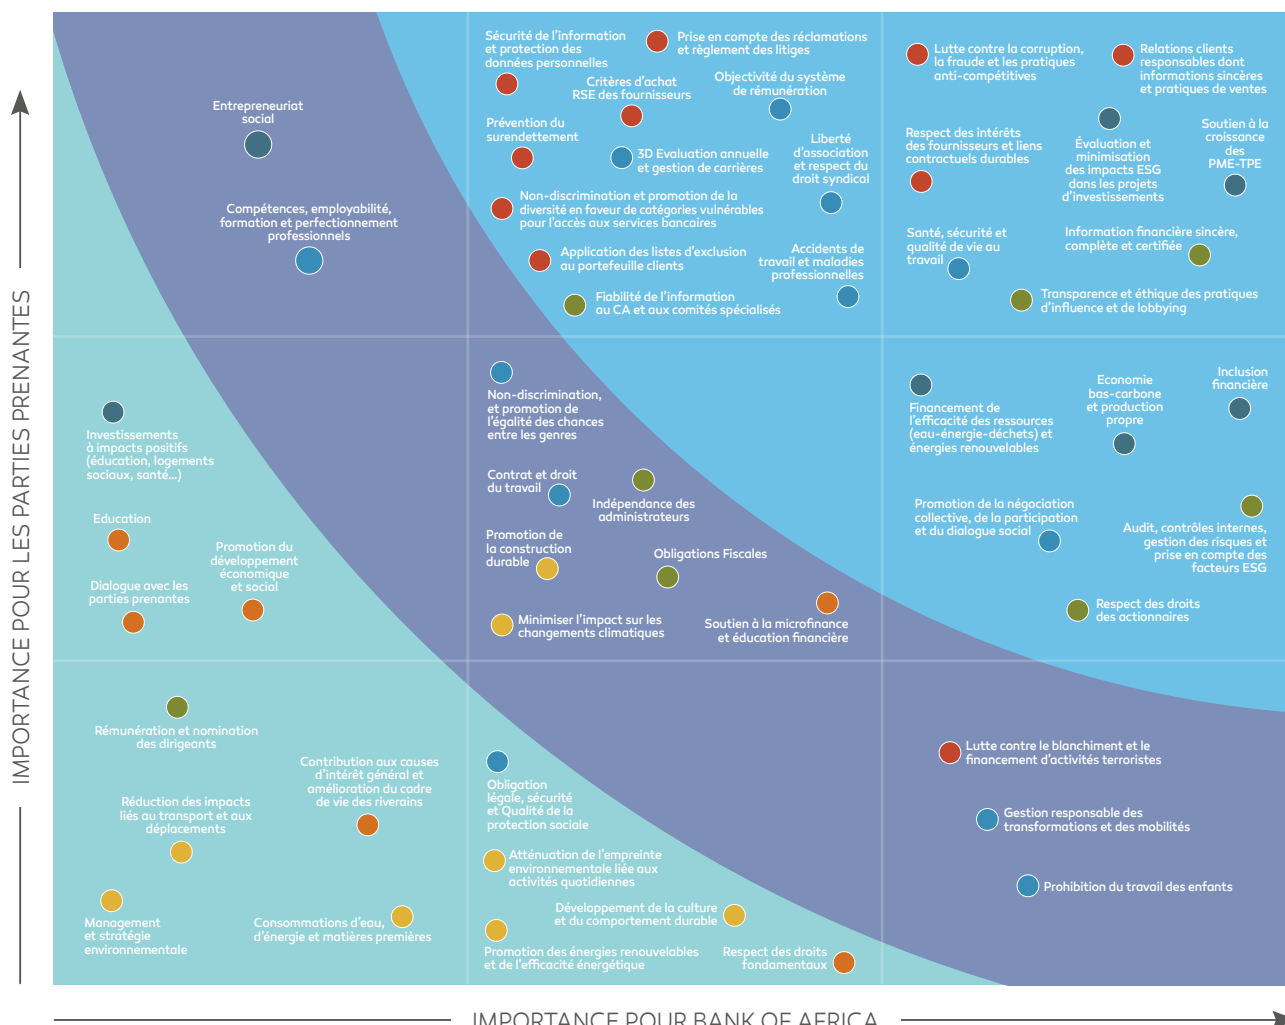 IMPORTANCE POUR LES PARTIES PRENANTES
Entrepreneuriat
social
Compétences, employabilité,
formation et perfectionnement
professionnels
Sécurité de l'information
et protection des
données personnelles
Prise en compte des réclamations
et règlement des litiges
Critères d'achat
RSE des fournisseurs
Objectivité du système
de rémunération
Prévention du
surendettement
3D Evaluation annuelle
et gestion de carrières
Liberté
d'association
et respect du
droit syndical
Non-discrimination et promotion de la
diversité en faveur de catégories vulnérables
pour l'accès aux services bancaires
Application des listes d'exclusion
au portefeuille clients
Accidents de
travail et maladies
professionnelles
Fiabilité de l'information
au CA et aux comités spécialisés
Lutte contre la corruption,
la fraude et les pratiques
anti-compétitives
Relations clients
responsables dont
informations sincères
et pratiques de ventes
Respect des intérêts
des fournisseurs et liens
contractuels durables
Évaluation et
minimisation
des impacts ESG
dans les projets
d'investissements
Soutien à la
croissance
des
PME-TPE
Santé, sécurité et
qualité de vie au
travail
Information financière sincère,
complète et certifiée
Transparence et éthique des pratiques
d'influence et de lobbying
Investissements
à impacts positifs
(éducation, logements
sociaux, santé...)
Education
Promotion du
développement
économique
et social
Dialogue avec les
parties prenantes
Non-discrimination,
et promotion de
l'égalité des chances
entre les genres
Contrat et droit
du travail
Indépendance des
administrateurs
Promotion de
la construction
durable
Obligations Fiscales
Minimiser l'impact sur les
changements climatiques
Soutien à la microfinance
et éducation financière
Financement de
l'efficacité des ressources
(eau-énergie-déchets) et
énergies renouvelables
Economie
bas-carbone
et production
propre
Inclusion
financière
Promotion de la négociation
collective, de la participation
et du dialogue social
Audit, contrôles internes,
gestion des risques et
prise en compte des
facteurs ESG
Respect des droits
des actionnaires
Rémunération et nomination
des dirigeants
Contribution aux causes
d'intérêt général et
amélioration du cadre
de vie des riverains
Réduction des impacts
liés au transport et aux
déplacements
Management
et stratégie
environnementale
Consommations d'eau,
d'énergie et matières premières
Obligation
légale, sécurité
et Qualité de la
protection sociale
Atténuation de l'empreinte
environnementale liée aux
activités quotidiennes
Développement de la culture
et du comportement durable
Promotion des énergies renouvelables
et de l'efficacité énergétique
Respect des droits
fondamentaux
Lutte contre le blanchiment et le
financement d'activités terroristes
Gestion responsable des
transformations et des mobilités
Prohibition du travail des enfants
IMPORTANCE POUR BANK OF AFRICA